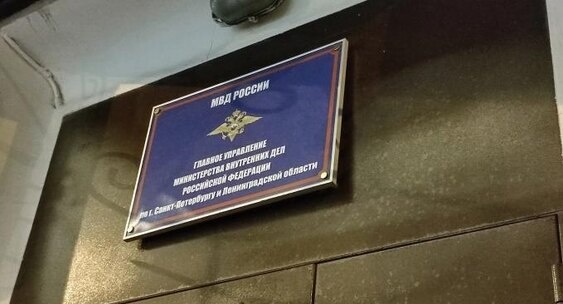 МВД РОССИИ
ГЛАВНОЕ УПРАВЛЕНИЕ
МИНИСТЕРСТВА ВНУТРЕННИХ ДЕЛ
РОССИЙСКОЙ ФЕДЕРАЦИИ
по г. Санкт-Петербургу и Ленинградской области